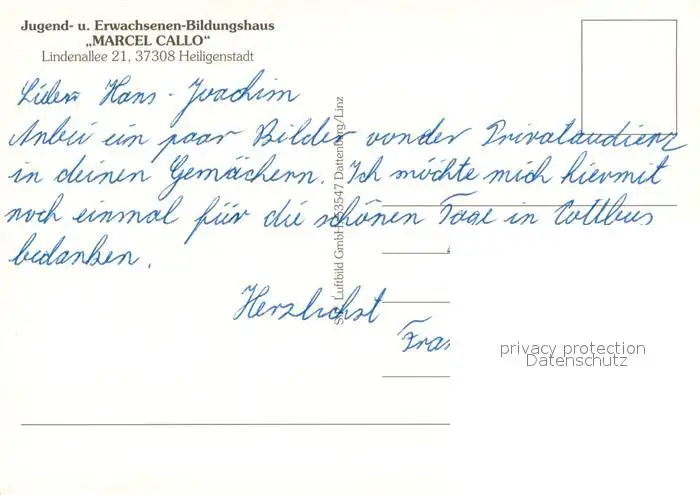 Jugend- u. Erwachsenen-Bildungshaus
„MARCEL CALLO“
Lindenallee 21, 37308 Heiligenstadt
Lieber Hans-Joachim
Anbei ein paar Bilder von der Privataudienz
in deinen Gemächern. Ich möchte mich hiermit
noch einmal für die schönen Tage in Cottbus
bedanken.
Herzlichst
Fra
Luftbild GmbH, D-53547 Dattenberg/Linz
privacy protection
Datenschutz